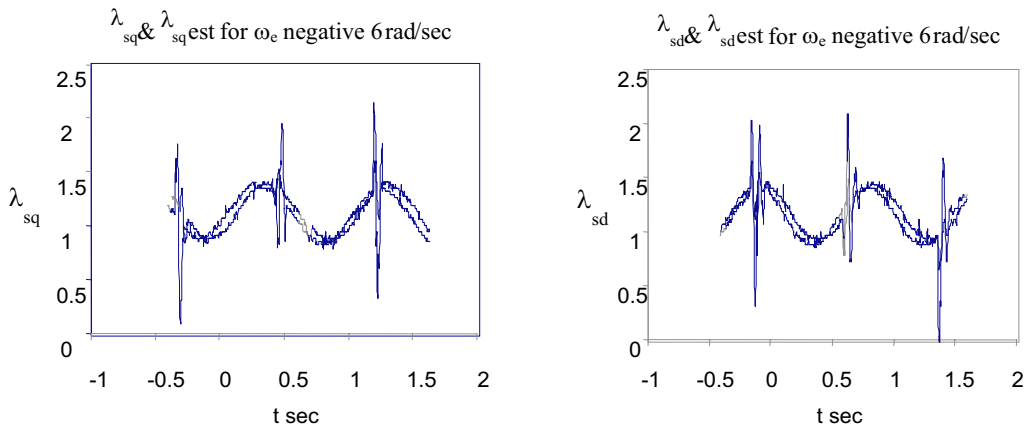 λsq& λsqest for ωe negative 6rad/sec
2.5
2
1.5
1
0.5
0
λsq
-1 -0.5 0 0.5 1 1.5 2
t sec
λsd& λsdest for ωe negative 6rad/sec
2.5
2
1.5
1
0.5
0
λsd
-1 -0.5 0 0.5 1 1.5 2
t sec